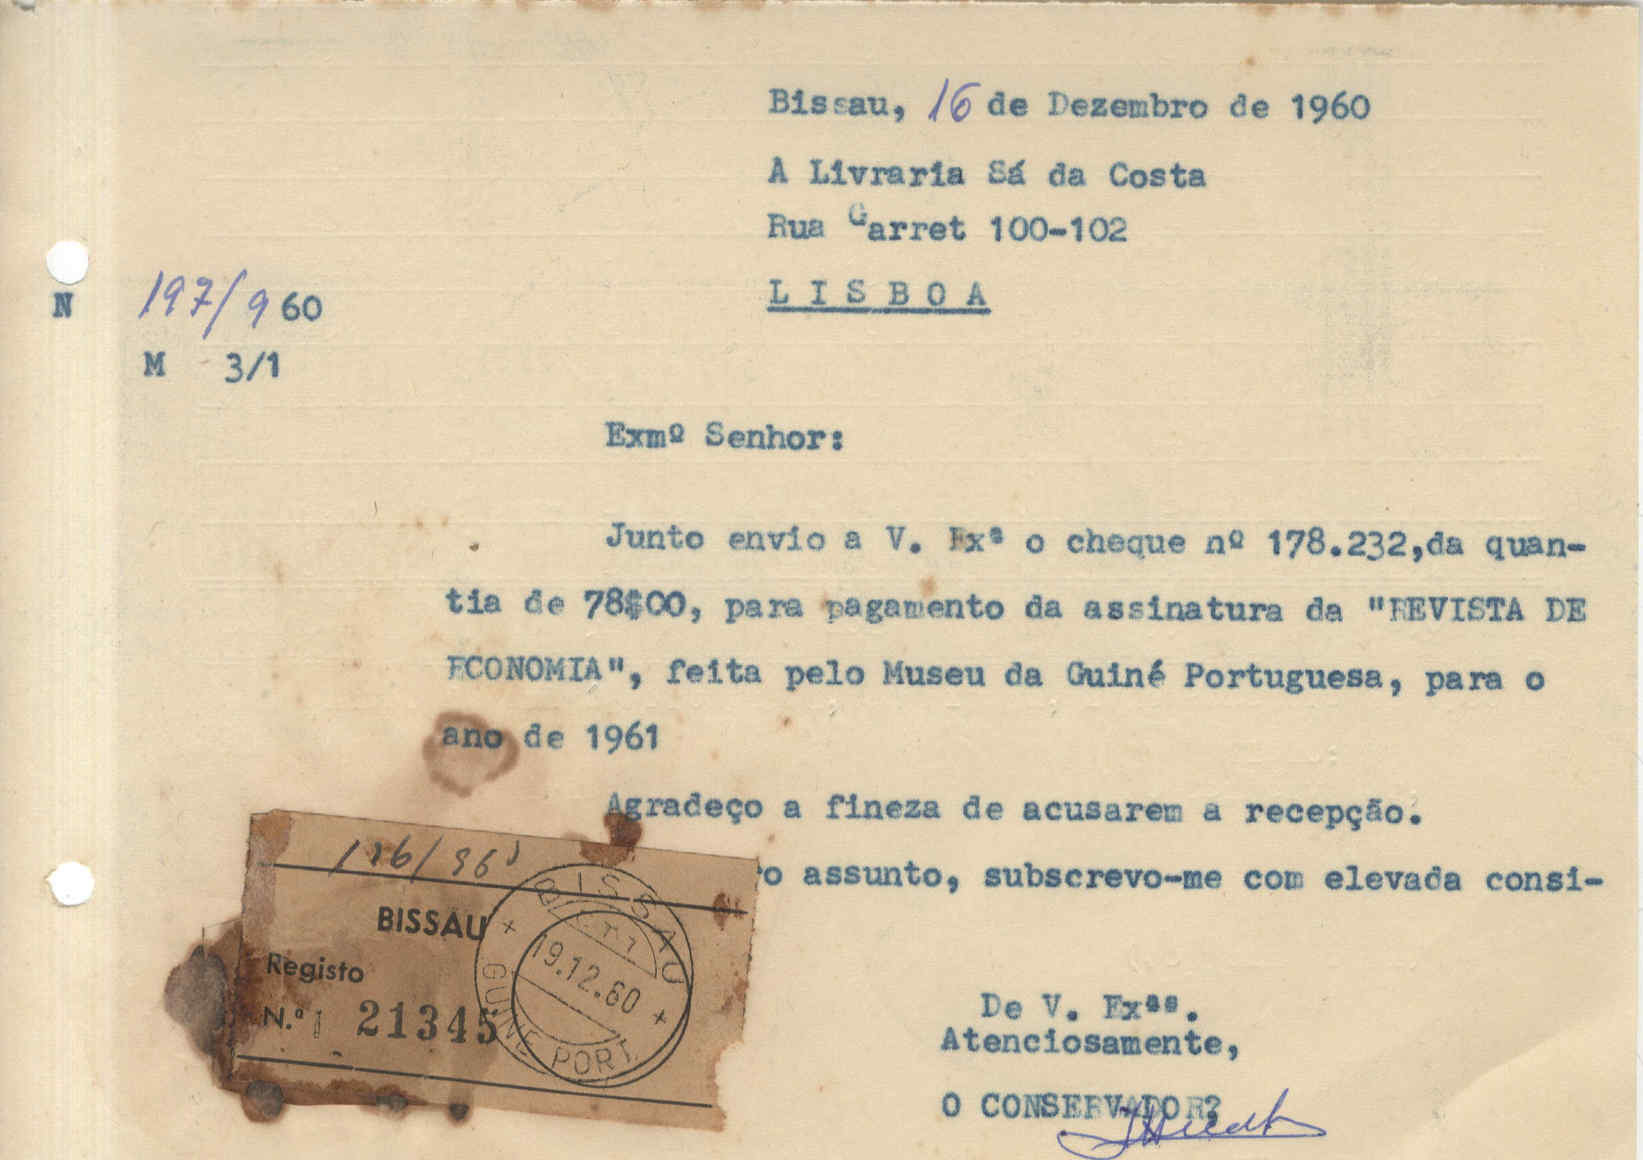 Bissau, 16 de Dezembro de 1960
A Livraria Sá da Costa
Rua Garret 100-102
LISBOA
N 197/960
M 3/1
Exmº Senhor:
Junto envio a V. Exª o cheque nº 178.232,da quan-
tia de 78$00, para pagamento da assinatura da "REVISTA DE
ECONOMIA", feita pelo Museu da Guiné Portuguesa, para o
ano de 1961
Agradeço a fineza de acusarem a recepção.
ro assunto, subscrevo-me com elevada consi-
De V. Exªs.
Atenciosamente,
O CONSERVADOR?
BISSAU
Registo
N.º 21345
BISSAU
19.12.60
GUINÉ PORT.